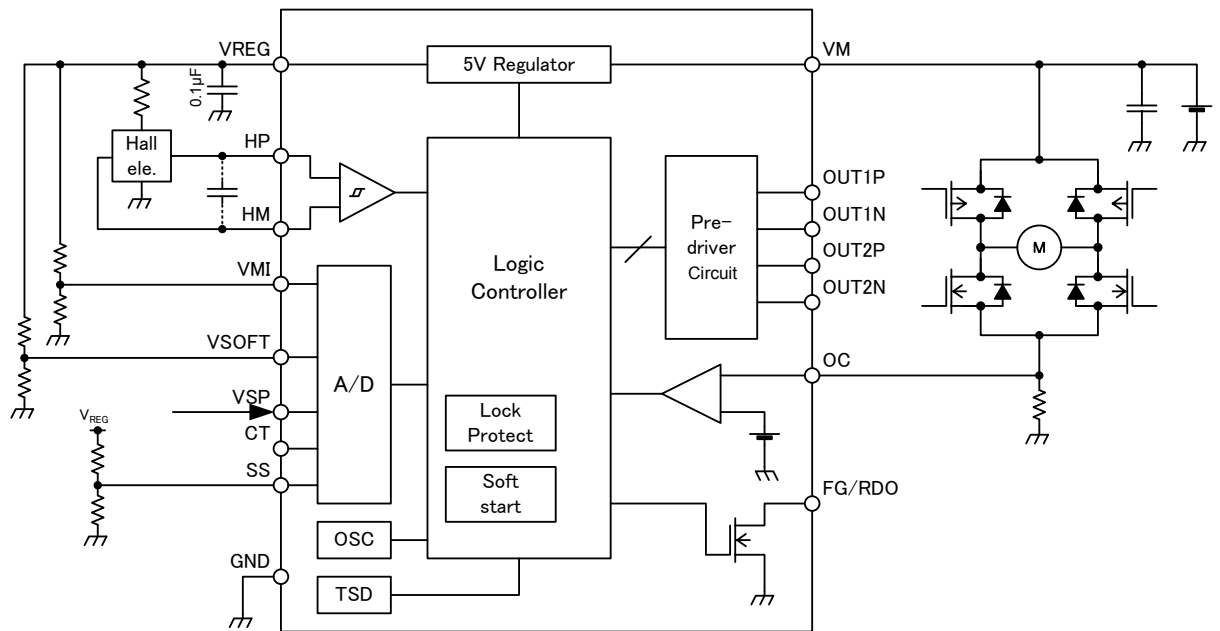 VREG
5V Regulator
VM
0.1μF
Hall
ele.
HP
HM
VMI
VSOFT
VSP
CT
SS
GND
VREG
A/D
OSC
TSD
Logic
Controller
Lock
Protect
Soft
start
Pre-
driver
Circuit
OUT1P
OUT1N
OUT2P
OUT2N
M
OC
FG/RDO